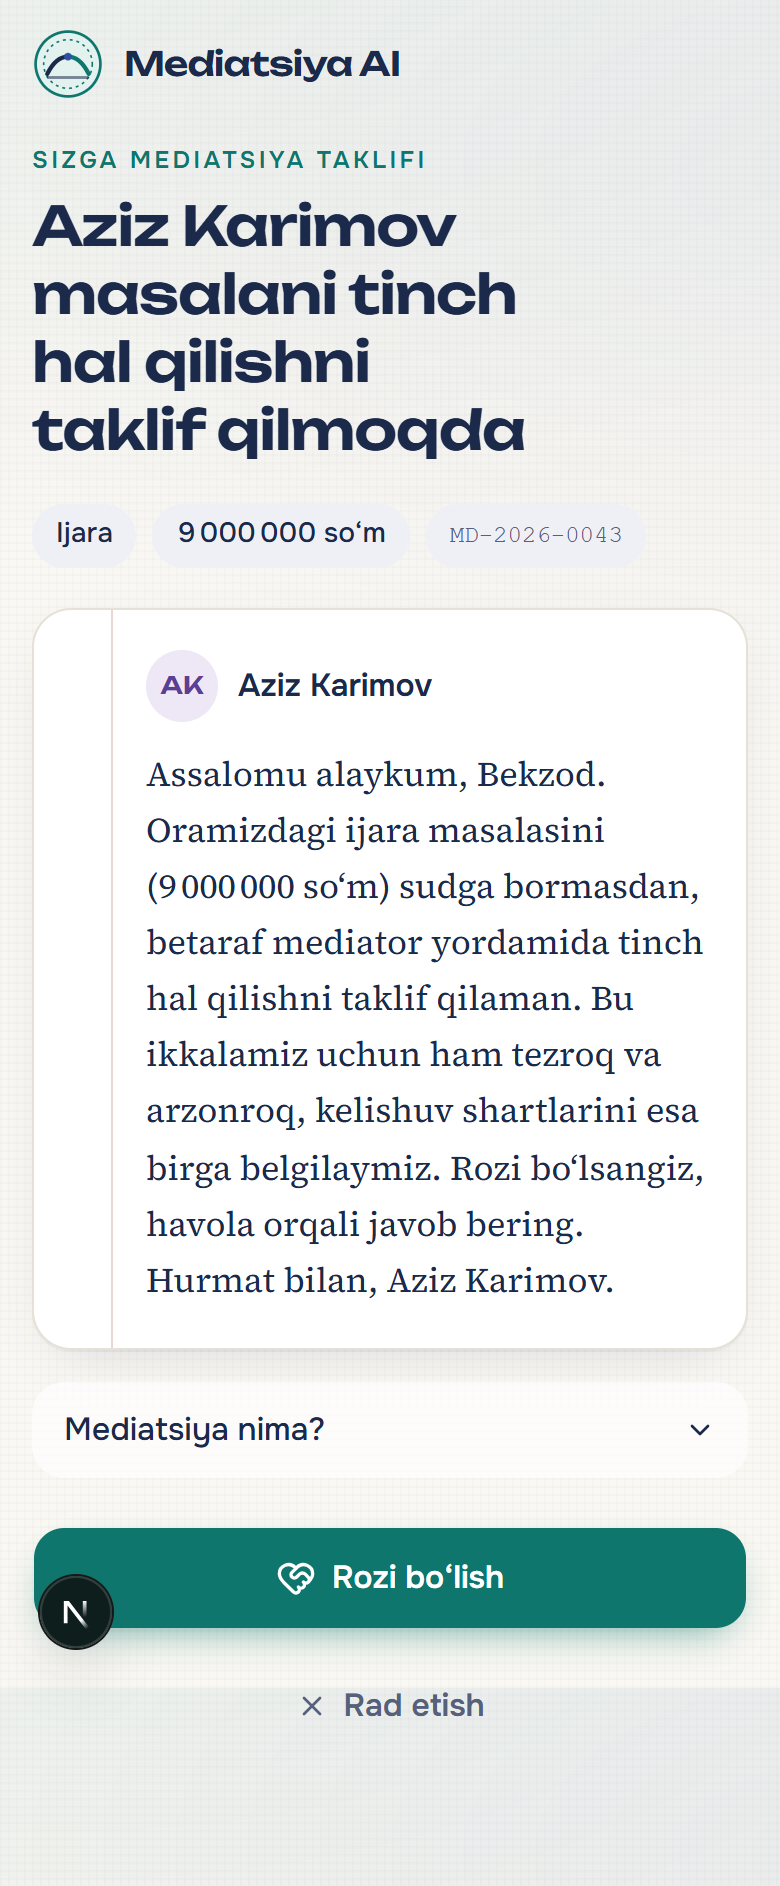 Mediatsiya AI
SIZGA MEDIATSIYA TAKLIFI
Aziz Karimov
masalani tinch
hal qilishni
taklif qilmoqda
Ijara
9 000 000 so‘m
MD-2026-0043
AK
Aziz Karimov
Assalomu alaykum, Bekzod.
Oramizdagi ijara masalasini
(9 000 000 so‘m) sudga bormasdan,
betaraf mediator yordamida tinch
hal qilishni taklif qilaman. Bu
ikkalamiz uchun ham tezroq va
arzonroq, kelishuv shartlarini esa
birga belgilaymiz. Rozi bo‘lsangiz,
havola orqali javob bering.
Hurmat bilan, Aziz Karimov.
Mediatsiya nima?
Rozi bo‘lish
N
Rad etish